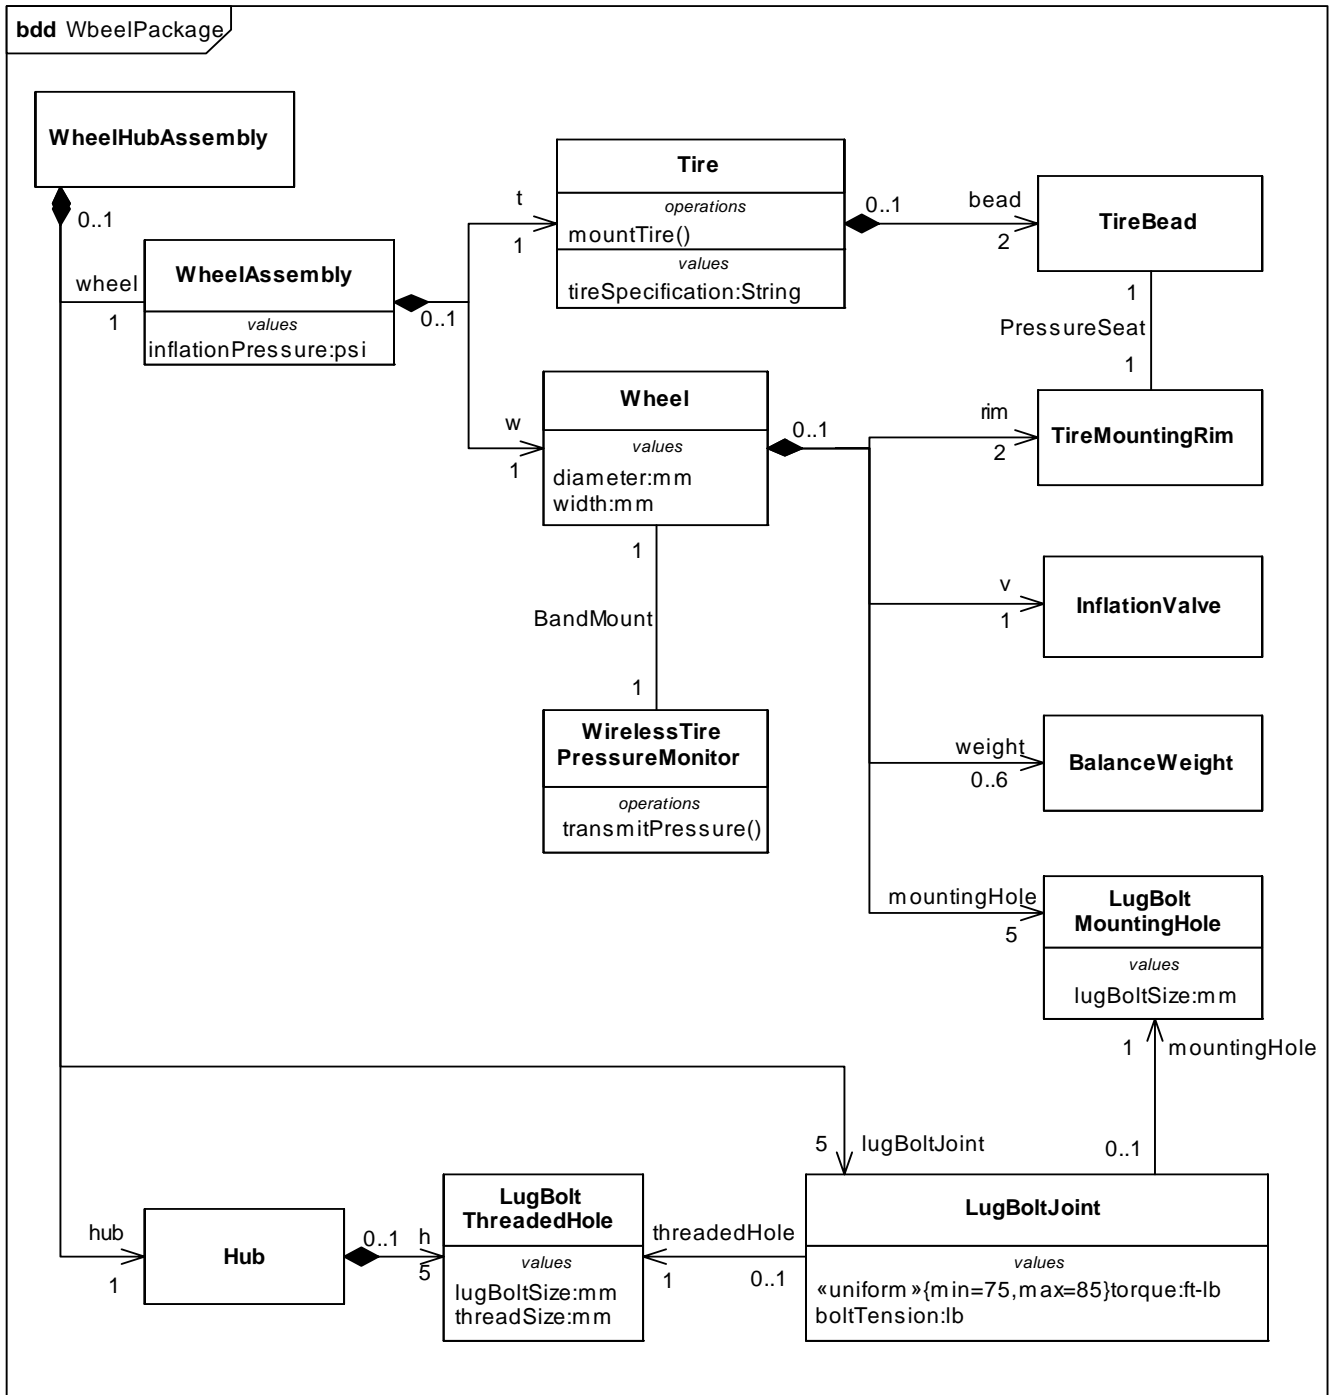 bdd WbeelPackage
WheelHubAssembly
0..1
wheel
1
WheelAssembly
values
inflationPressure:psi
0..1
t
1
Tire
operations
mountTire()
values
tireSpecification:String
0..1
bead
2
TireBead
1
PressureSeat
1
w
1
Wheel
values
diameter:mm
width:mm
0..1
rim
2
TireMountingRim
1
BandMount
1
v
1
InflationValve
WirelessTire
PressureMonitor
operations
transmitPressure()
weight
0..6
BalanceWeight
mountingHole
5
LugBolt
MountingHole
values
lugBoltSize:mm
1 mountingHole
0..1
5 lugBoltJoint
hub
1
Hub
0..1 h
5
LugBolt
ThreadedHole
values
lugBoltSize:mm
threadSize:mm
threadedHole
1
0..1
LugBoltJoint
values
«uniform»{min=75,max=85}torque:ft-lb
boltTension:lb